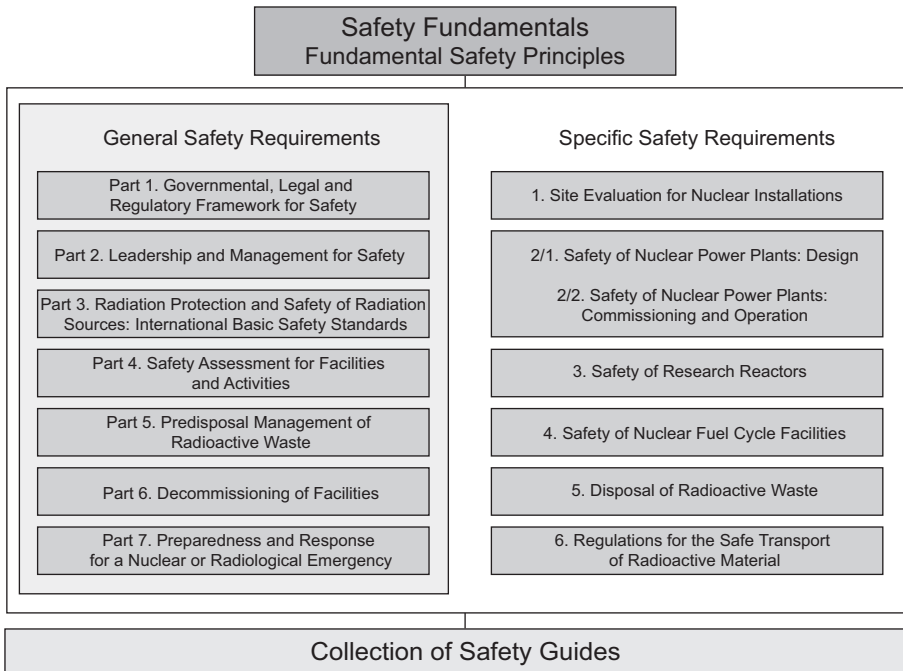 Safety Fundamentals
Fundamental Safety Principles
General Safety Requirements
Part 1. Governmental, Legal and
Regulatory Framework for Safety
Part 2. Leadership and Management for Safety
Part 3. Radiation Protection and Safety of Radiation
Sources: International Basic Safety Standards
Part 4. Safety Assessment for Facilities
and Activities
Part 5. Predisposal Management of
Radioactive Waste
Part 6. Decommissioning of Facilities
Part 7. Preparedness and Response
for a Nuclear or Radiological Emergency
Specific Safety Requirements
1. Site Evaluation for Nuclear Installations
2/1. Safety of Nuclear Power Plants: Design
2/2. Safety of Nuclear Power Plants:
Commissioning and Operation
3. Safety of Research Reactors
4. Safety of Nuclear Fuel Cycle Facilities
5. Disposal of Radioactive Waste
6. Regulations for the Safe Transport
of Radioactive Material
Collection of Safety Guides